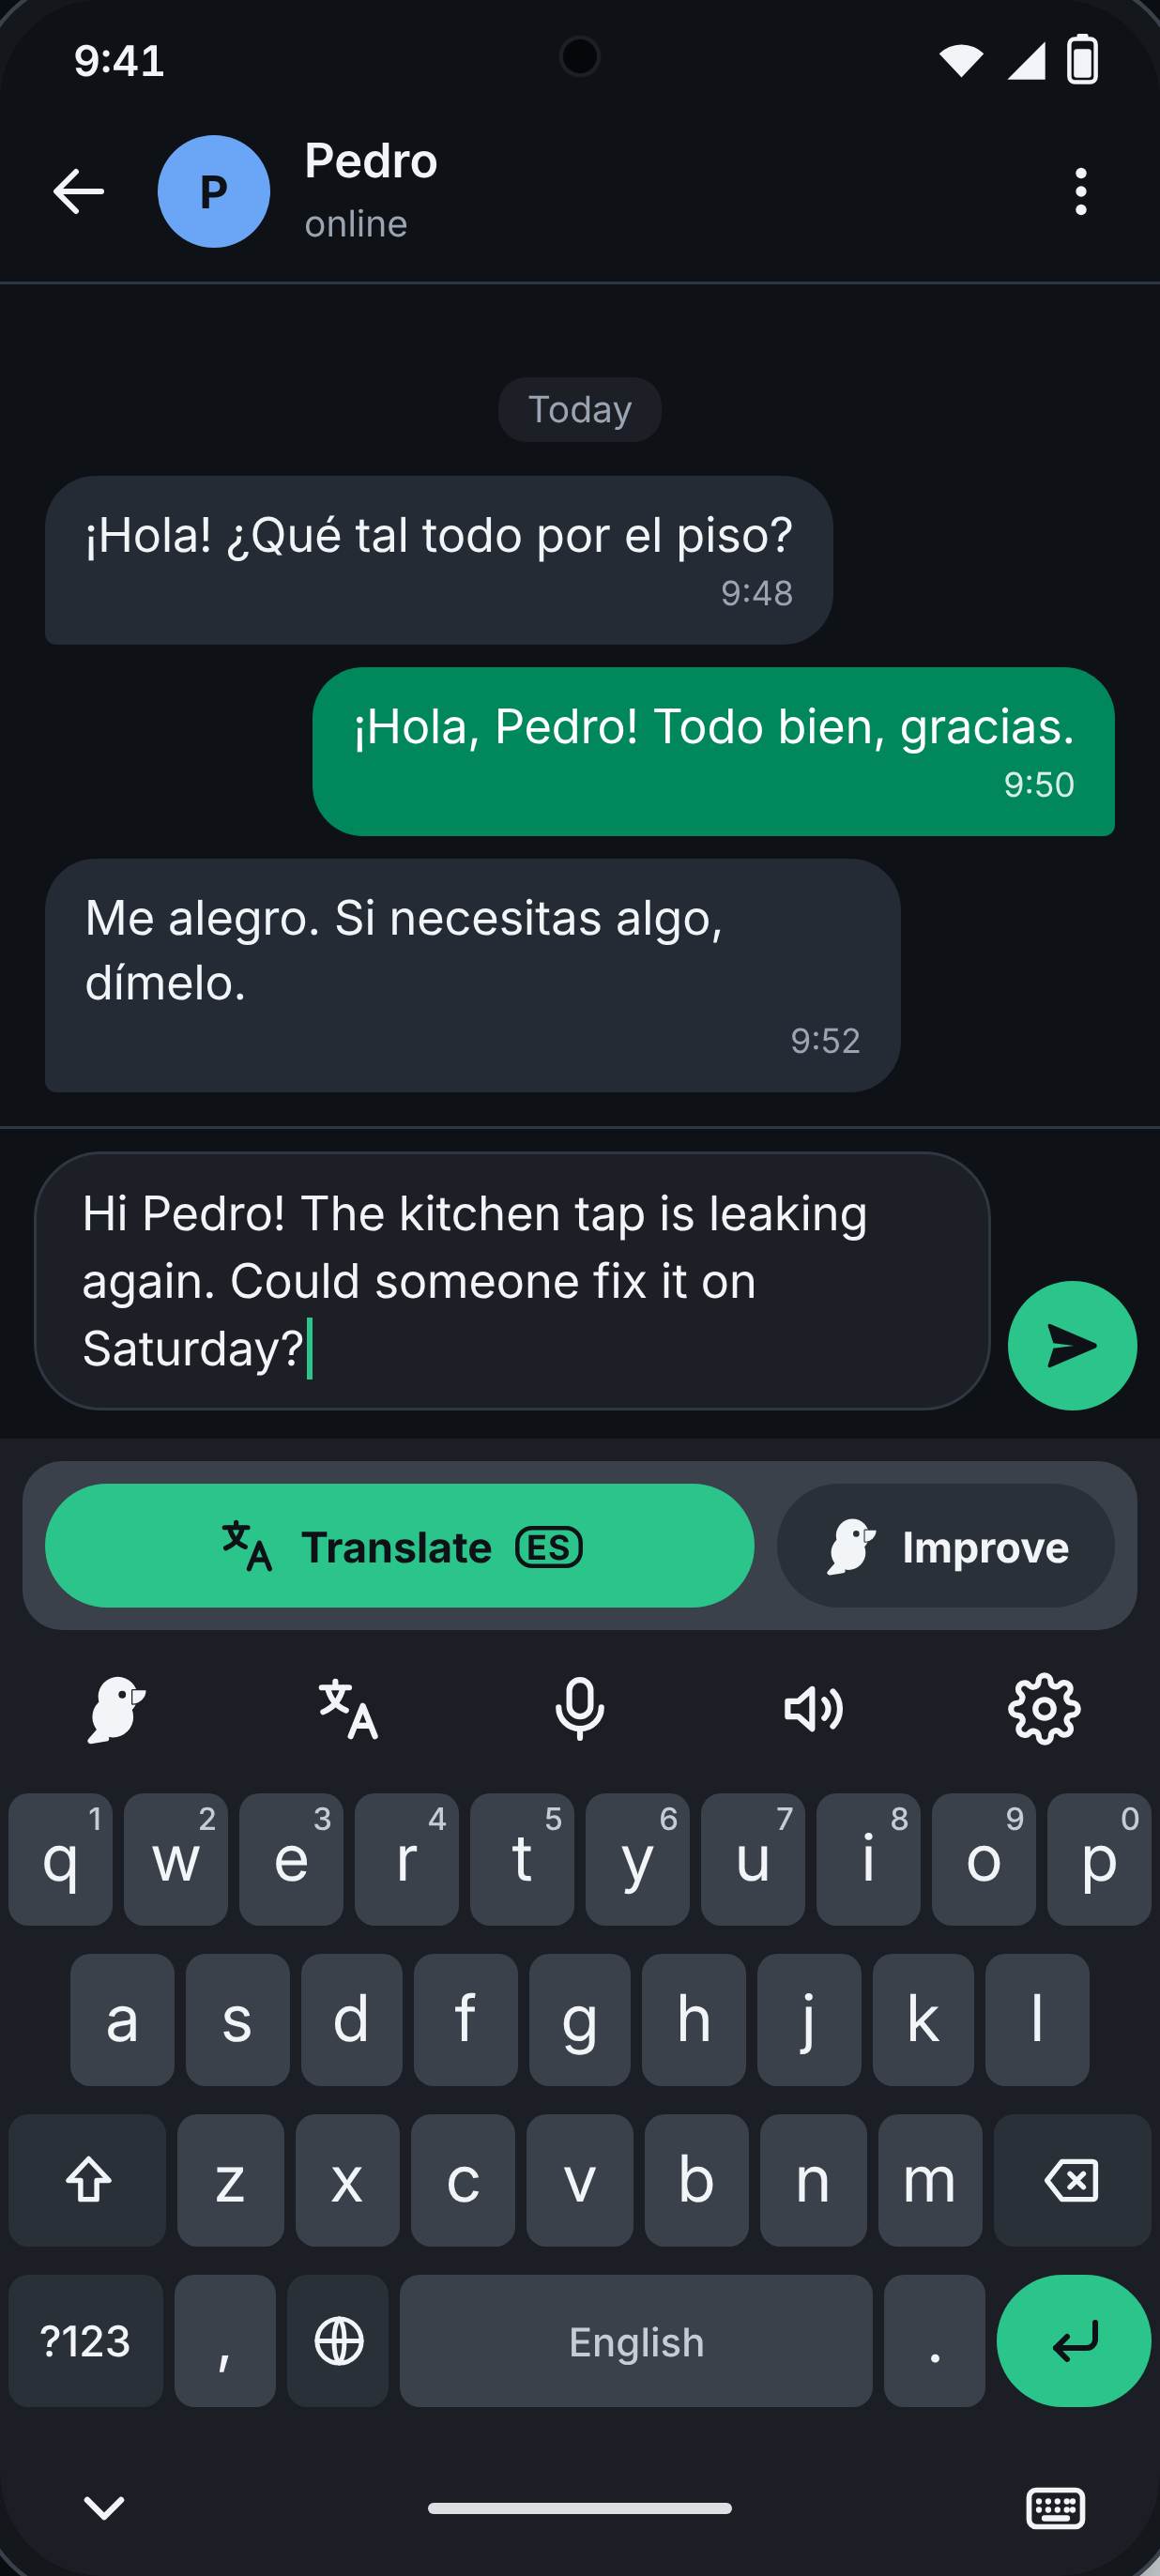 9:41
P
Pedro
online
Today
¡Hola! ¿Qué tal todo por el piso?
9:48
¡Hola, Pedro! Todo bien, gracias.
9:50
Me alegro. Si necesitas algo,
dímelo.
9:52
Hi Pedro! The kitchen tap is leaking
again. Could someone fix it on
Saturday?
Translate ES Improve
1 2 3 4 5 6 7 8 9 0
q w e r t y u i o p
a s d f g h j k l
z x c v b n m
?123 , English .